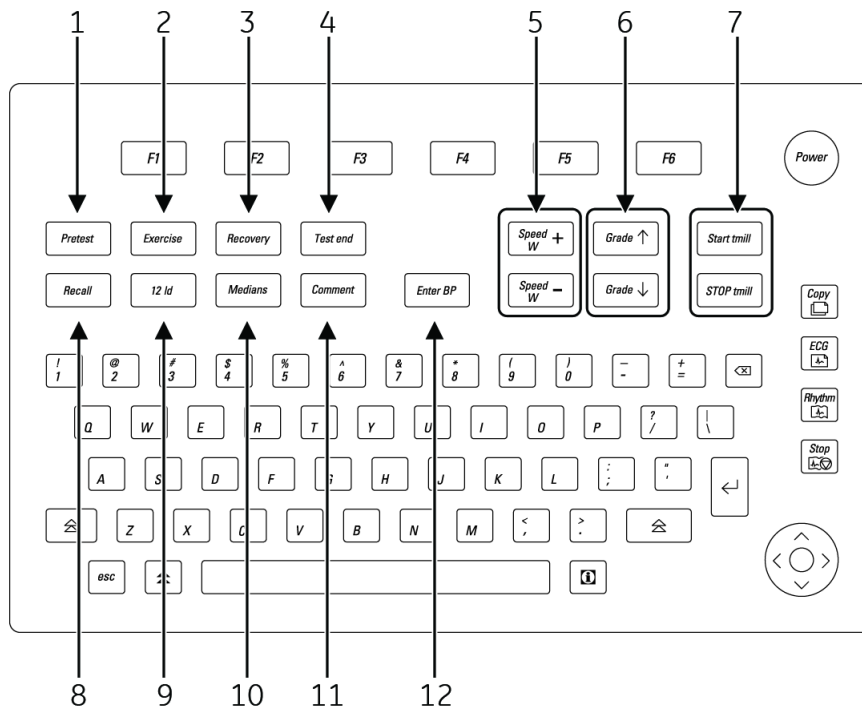 1 2 3 4 5 6 7
F1 F2 F3 F4 F5 F6 Power
Pretest Exercise Recovery Test end Speed W + Grade ↑ Start tmill
Recall 12 ld Medians Comment Enter BP Speed W − Grade ↓ STOP tmill
Copy
! 1 @ 2 # 3 $ 4 % 5 ^ 6 & 7 * 8 ( 9 ) 0 — - + =
ECG
Q W E R T Y U I O P ? / | \
Rhythm
A S D F G H J K L : ; " '
Stop
Z X C V B N M < , > .
esc
8 9 10 11 12